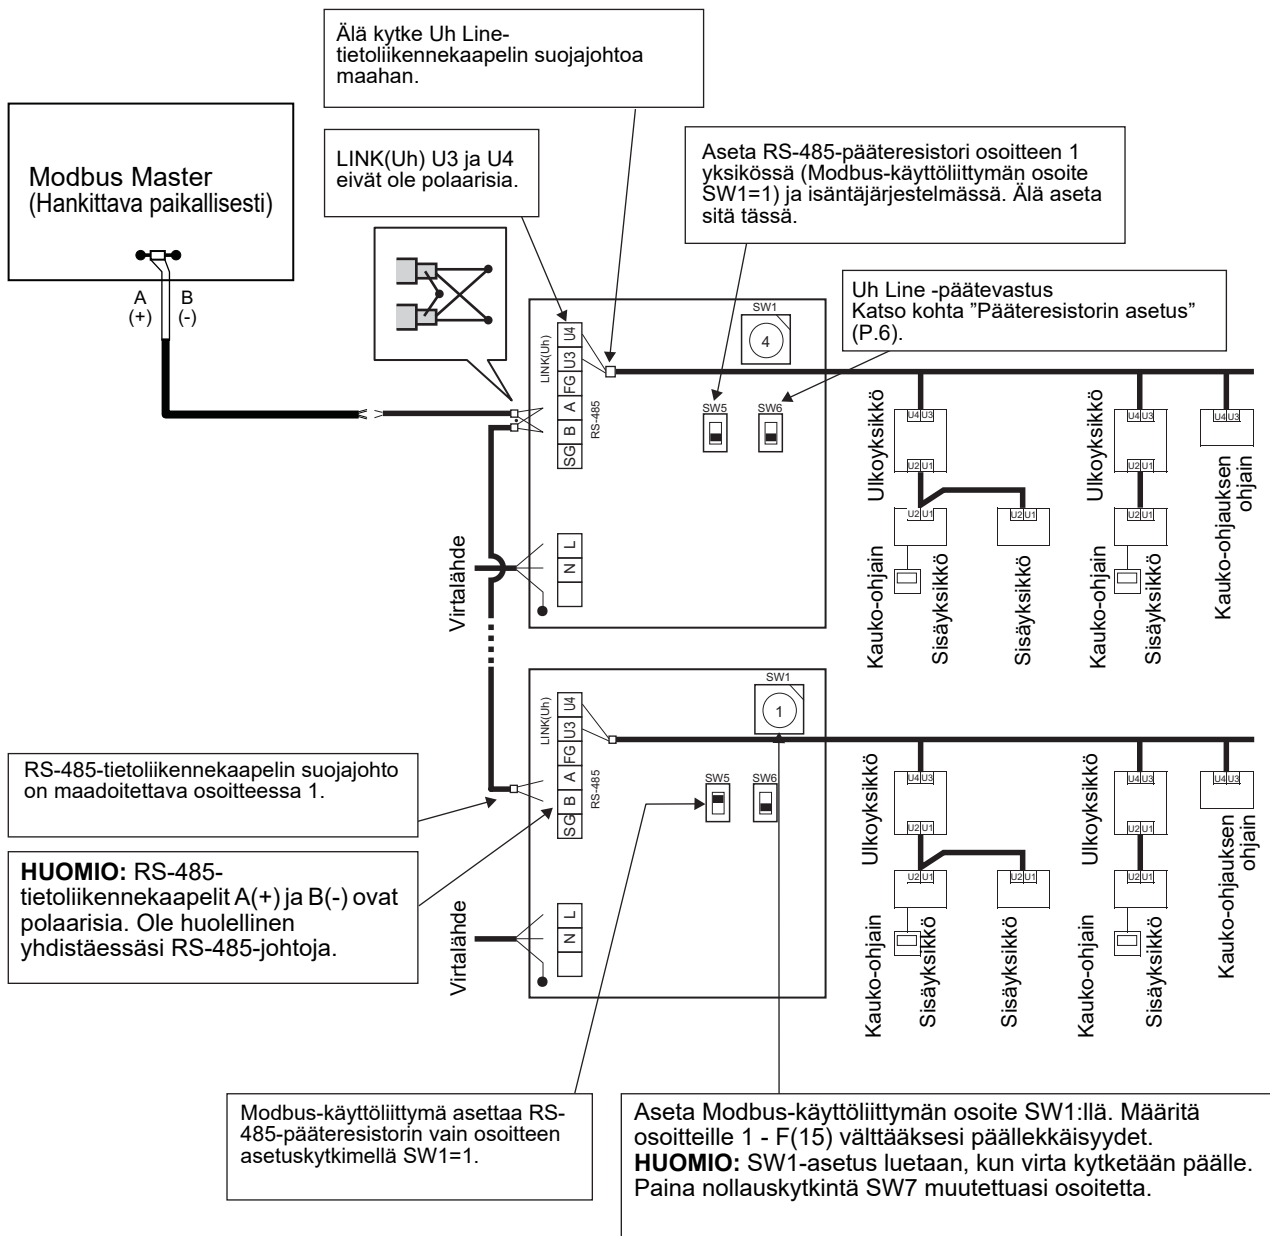 Älä kytke Uh Line-
tietoliikennekaapelin suojajohtoa
maahan.
Modbus Master
(Hankittava paikallisesti)
A
(+)
B
(-)
LINK(Uh) U3 ja U4
eivät ole polaarisia.
Aseta RS-485-pääteresistori osoitteen 1
yksikössä (Modbus-käyttöliittymän osoite
SW1=1) ja isäntäjärjestelmässä. Älä aseta
sitä tässä.
Uh Line -päätevastus
Katso kohta ”Pääteresistorin asetus”
(P.6).
SW1
4
LINK(Uh)
U4
U3
FG
A
B
SG
RS-485
SW5
SW6
L
N
Virtalähde
U4 U3
Ulkoyksikkö
U2 U1
U2 U1
Kauko-ohjain
Sisäyksikkö
U2 U1
Sisäyksikkö
U4 U3
Ulkoyksikkö
U2 U1
U2 U1
Kauko-ohjain
Sisäyksikkö
U4 U3
Kauko-ohjauksen
ohjain
SW1
1
LINK(Uh)
U4
U3
FG
A
B
SG
RS-485
SW5
SW6
L
N
Virtalähde
U4 U3
Ulkoyksikkö
U2 U1
U2 U1
Kauko-ohjain
Sisäyksikkö
U2 U1
Sisäyksikkö
U4 U3
Ulkoyksikkö
U2 U1
U2 U1
Kauko-ohjain
Sisäyksikkö
U4 U3
Kauko-ohjauksen
ohjain
RS-485-tietoliikennekaapelin suojajohto
on maadoitettava osoitteessa 1.
HUOMIO: RS-485-
tietoliikennekaapelit A(+) ja B(-) ovat
polaarisia. Ole huolellinen
yhdistäessäsi RS-485-johtoja.
Modbus-käyttöliittymä asettaa RS-
485-pääteresistorin vain osoitteen
asetuskytkimellä SW1=1.
Aseta Modbus-käyttöliittymän osoite SW1:llä. Määritä
osoitteille 1 - F(15) välttääksesi päällekkäisyydet.
HUOMIO: SW1-asetus luetaan, kun virta kytketään päälle.
Paina nollauskytkintä SW7 muutettuasi osoitetta.